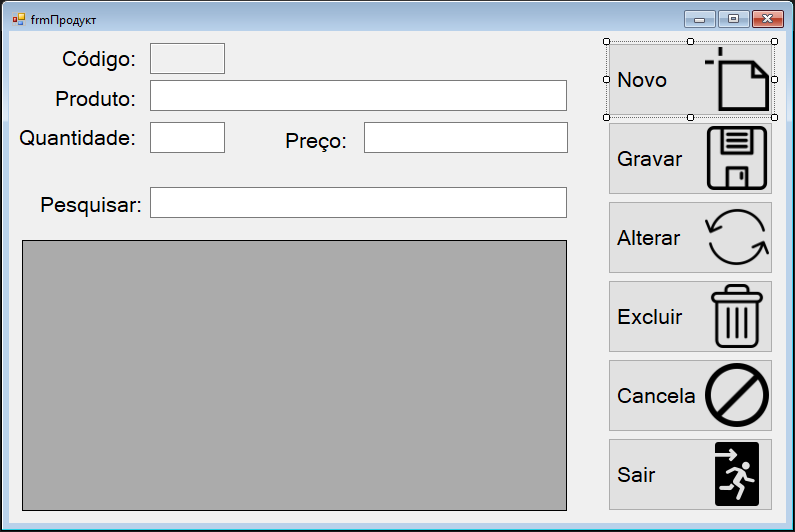 frmПродукт
Código:
Produto:
Quantidade:
Preço:
Pesquisar:
Novo
Gravar
Alterar
Excluir
Cancela
Sair